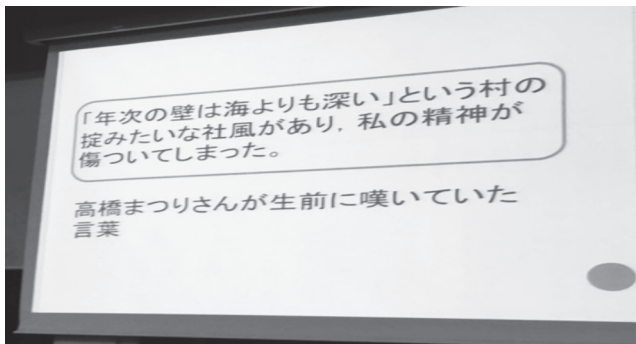 「年次の壁は海よりも深い」という村の
掟みたいな社風があり，私の精神が
傷ついてしまった。
高橋まつりさんが生前に嘆いていた
言葉